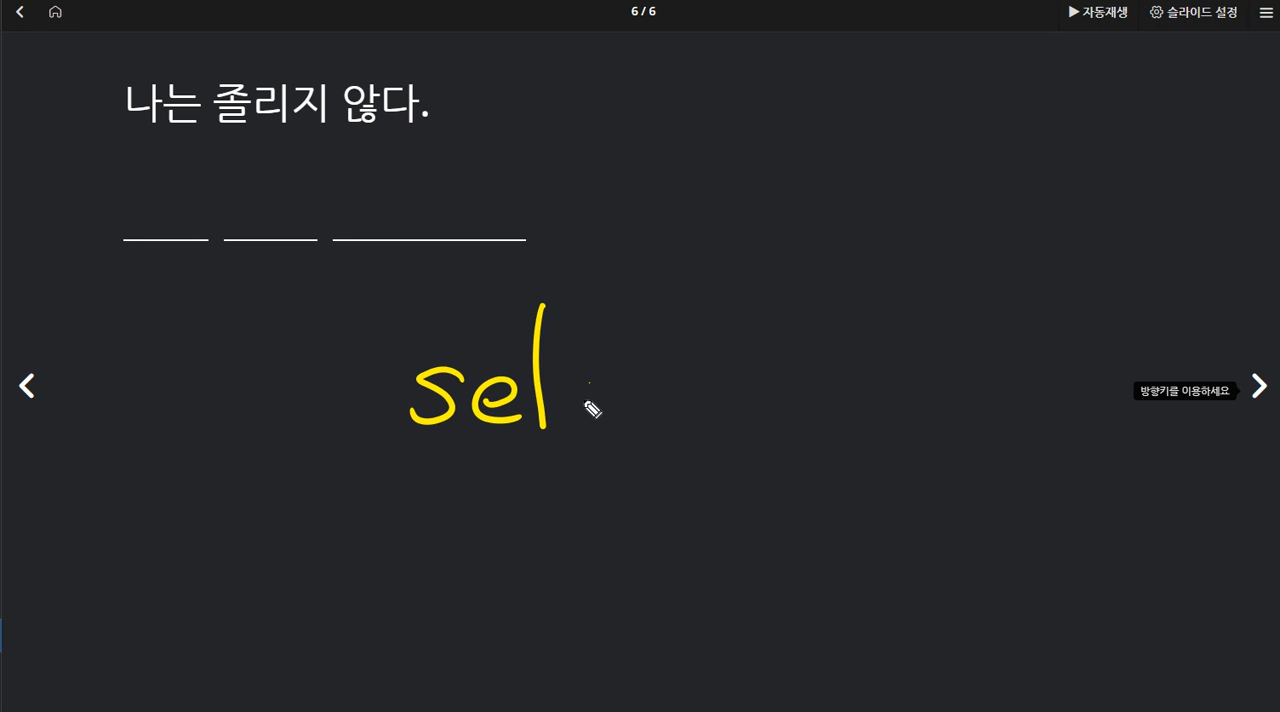 6 / 6
▶ 자동재생
슬라이드 설정
나는 졸리지 않다.
sel
방향키를 이용하세요